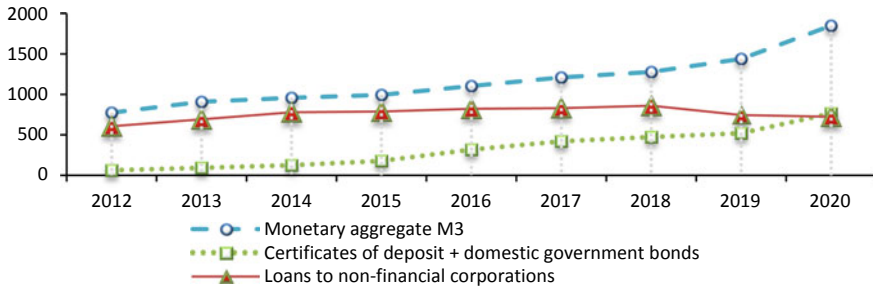 2000
1500
1000
500
0
2012 2013 2014 2015 2016 2017 2018 2019 2020
Monetary aggregate M3
Certificates of deposit + domestic government bonds
Loans to non-financial corporations